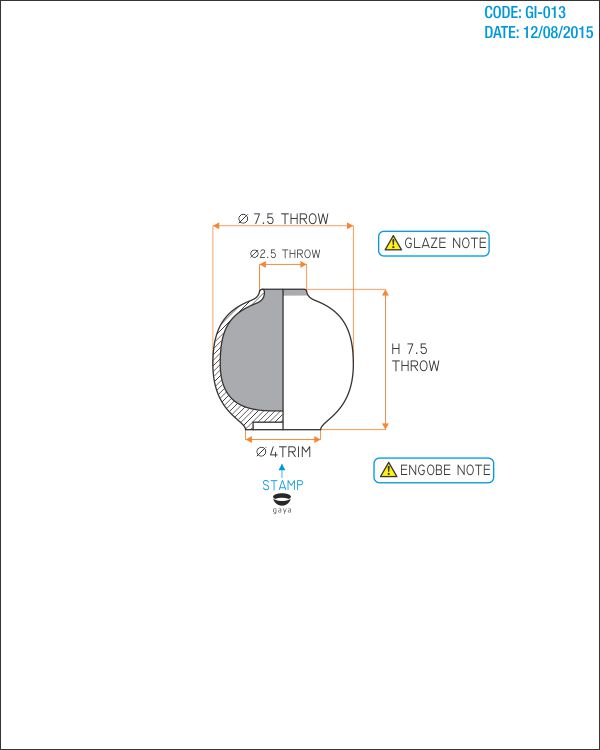 CODE: GI-013
DATE: 12/08/2015
Ø 7.5 THROW
GLAZE NOTE
Ø2.5 THROW
H 7.5
THROW
Ø 4TRIM
ENGOBE NOTE
STAMP
gaya